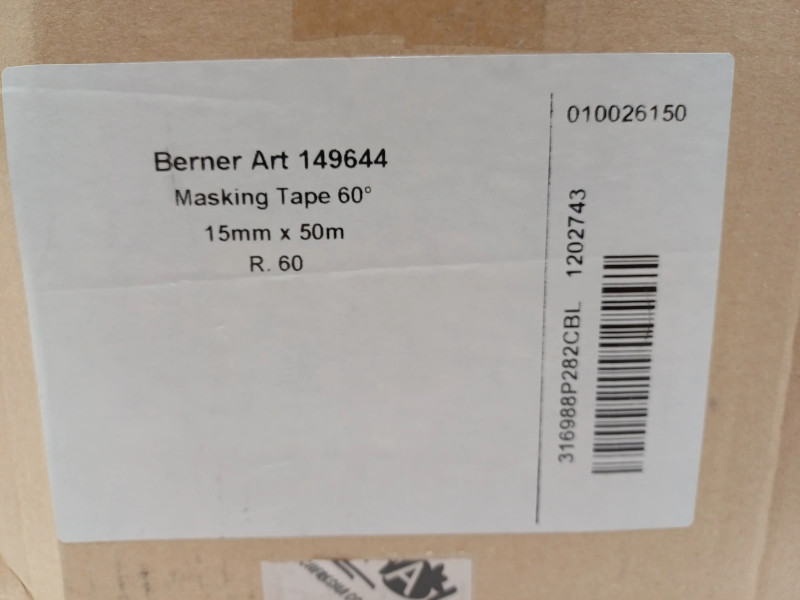 Berner Art 149644
Masking Tape 60°
15mm x 50m
R. 60
010026150
316988P282CBL 1202743